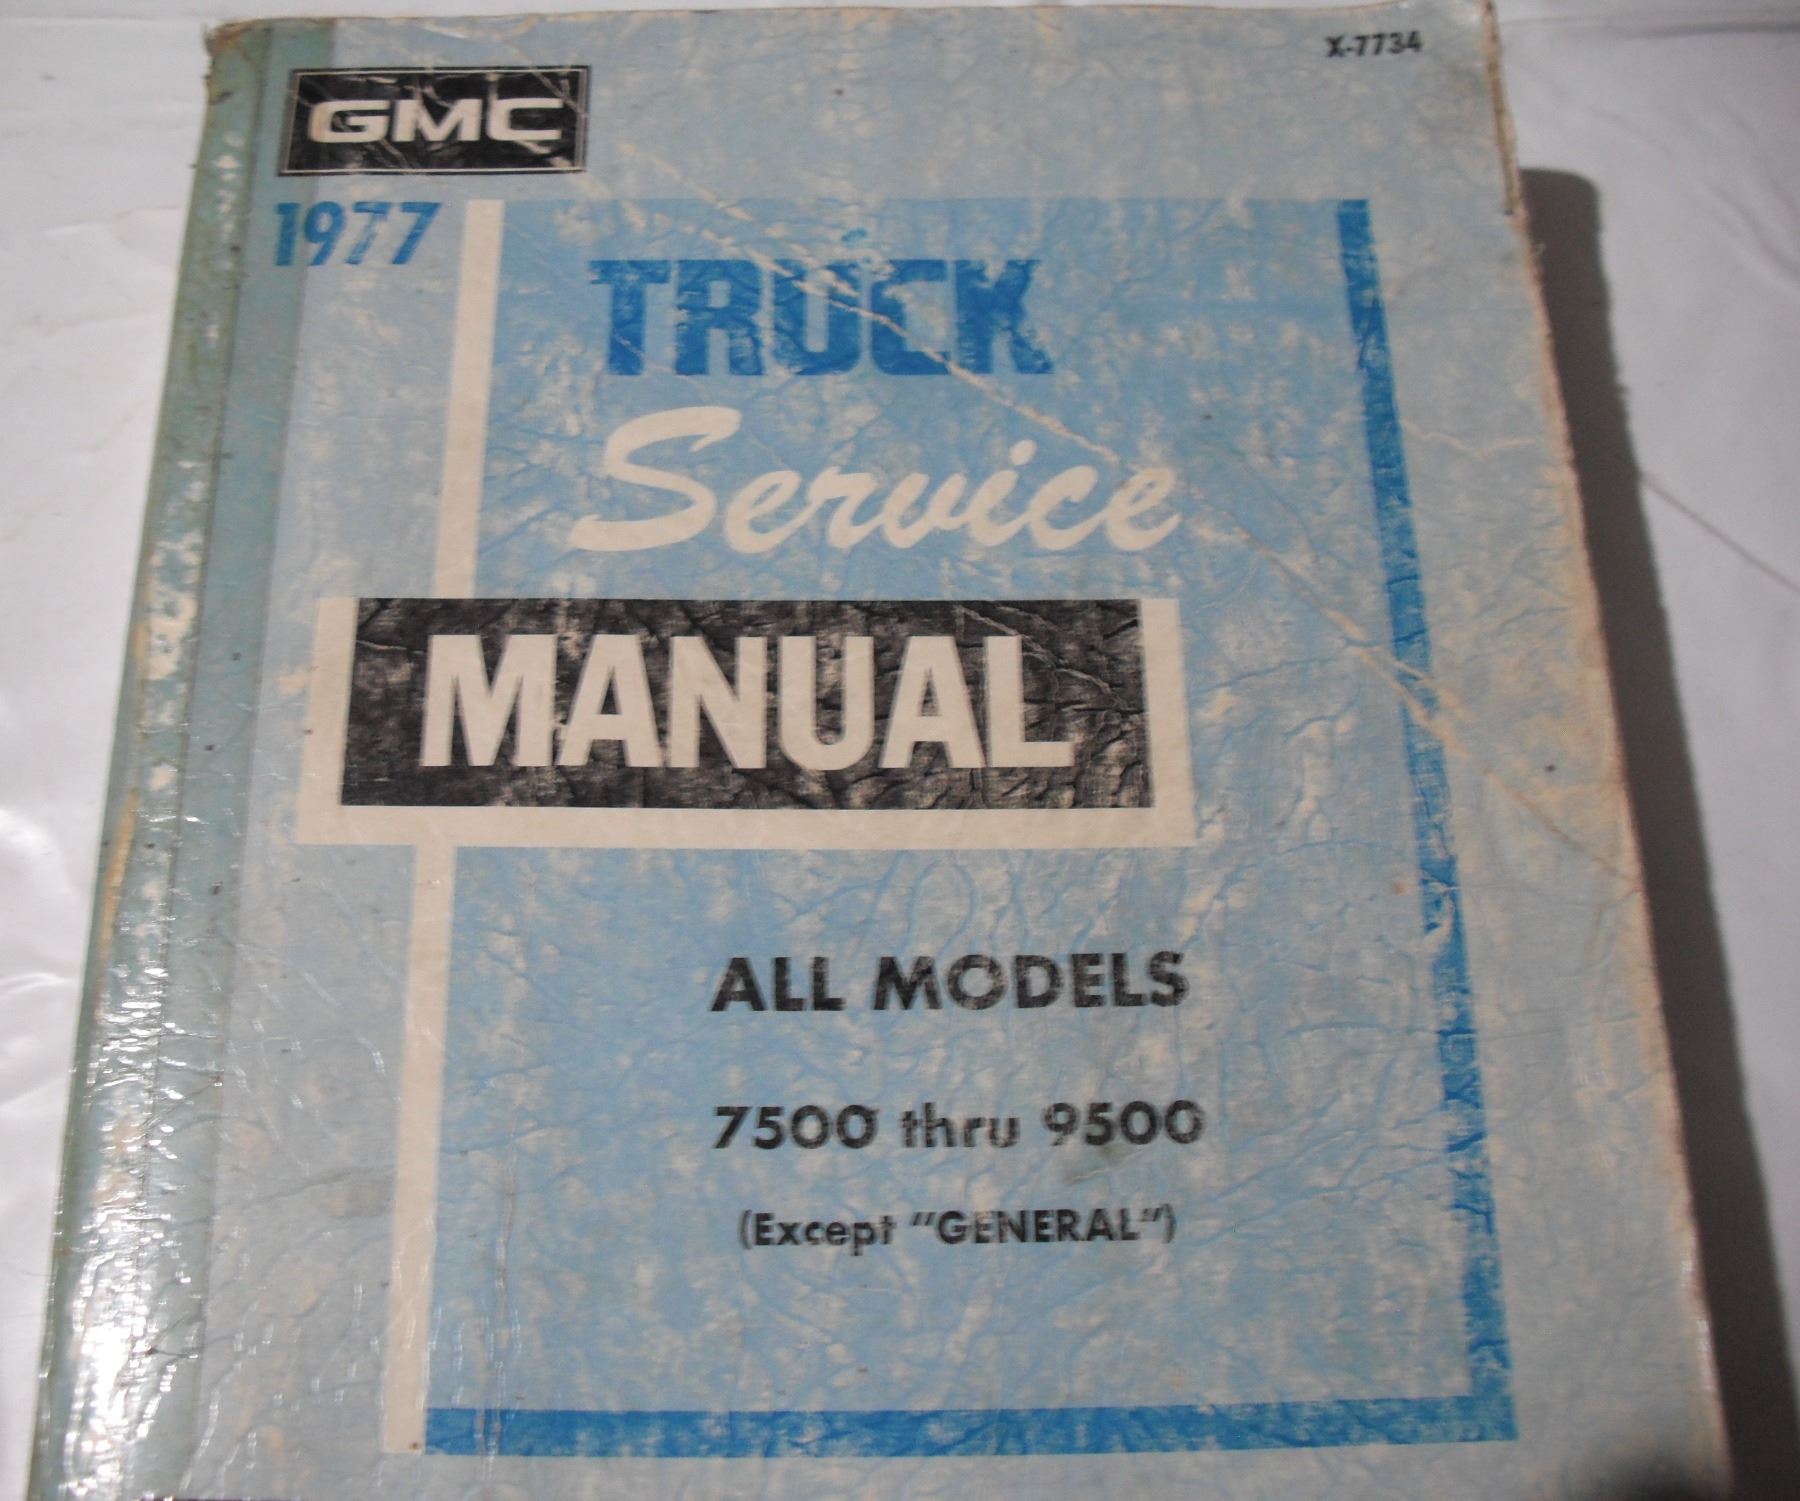 X-7734
GMC
1977
TRUCK
Service
MANUAL
ALL MODELS
7500 thru 9500
(Except "GENERAL")